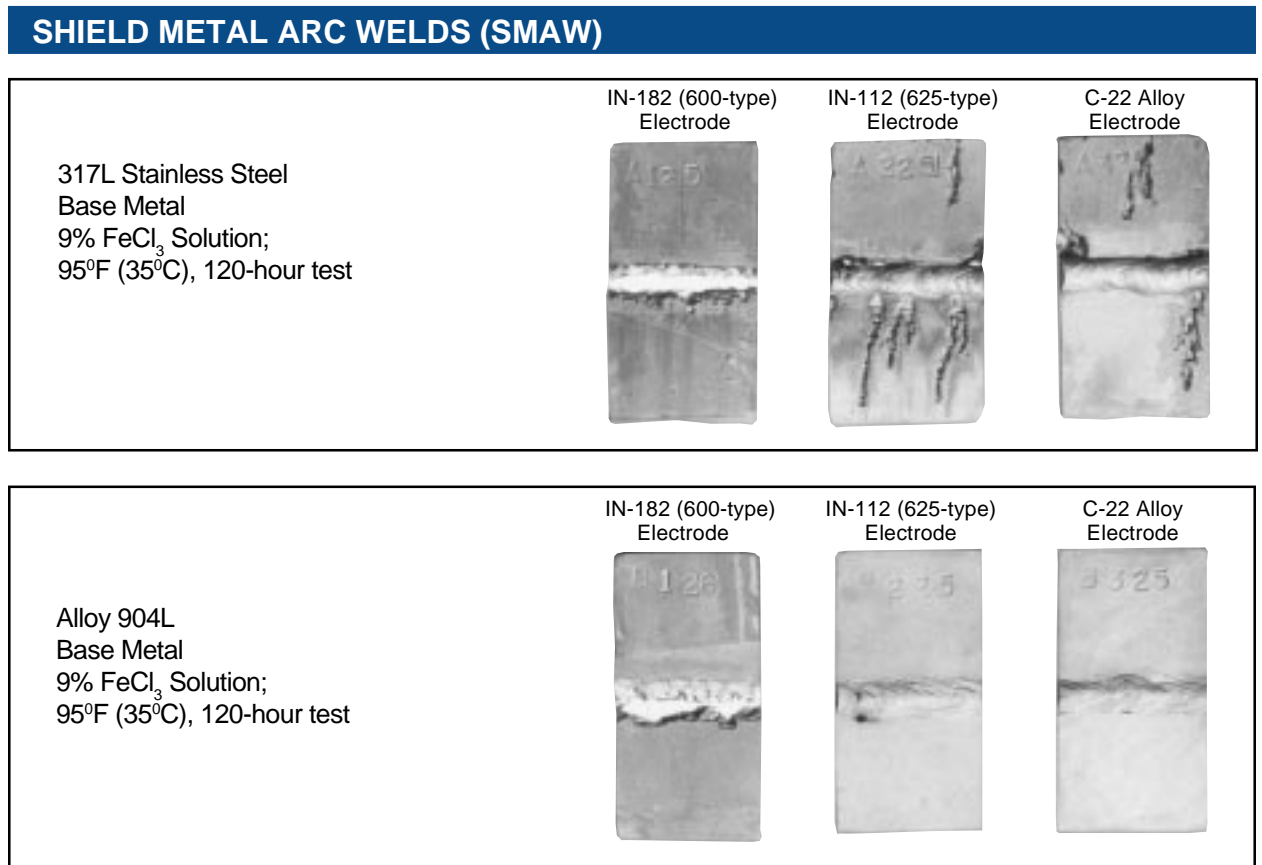 SHIELD METAL ARC WELDS (SMAW)
IN-182 (600-type)
Electrode
IN-112 (625-type)
Electrode
C-22 Alloy
Electrode
317L Stainless Steel
Base Metal
9% FeCl₃ Solution;
95⁰F (35⁰C), 120-hour test
A125
IN-182 (600-type)
Electrode
IN-112 (625-type)
Electrode
C-22 Alloy
Electrode
Alloy 904L
Base Metal
9% FeCl₃ Solution;
95⁰F (35⁰C), 120-hour test